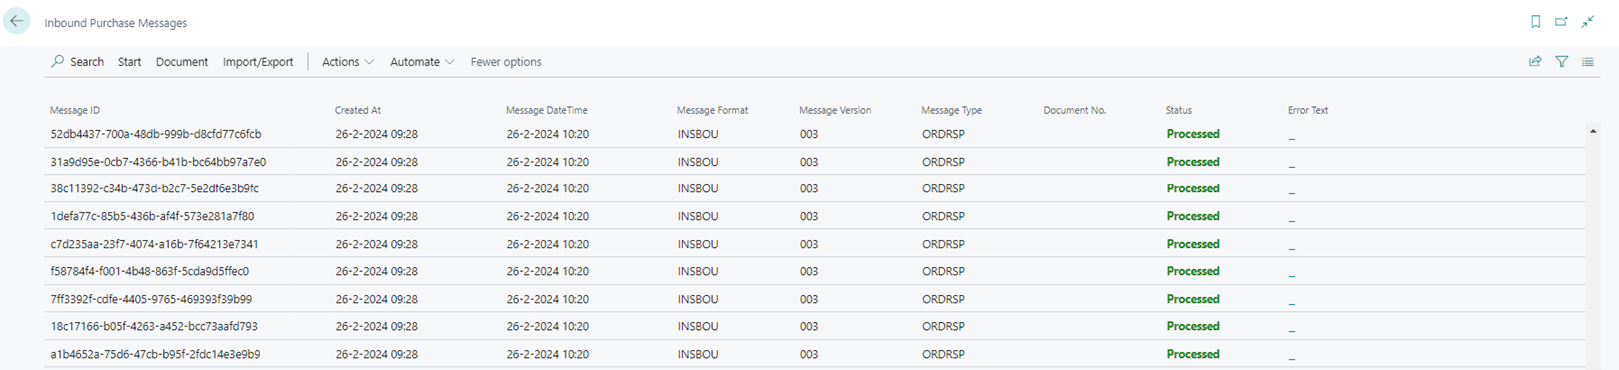 Inbound Purchase Messages
Search Start Document Import/Export Actions Automate Fewer options
Message ID Created At Message DateTime Message Format Message Version Message Type Document No. Status Error Text
52db4437-700a-48db-999b-d8cfd77c6fcb 26-2-2024 09:28 26-2-2024 10:20 INSBOU 003 ORDRSP Processed _
31a9d95e-0cb7-4366-b41b-bc64bb97a7e0 26-2-2024 09:28 26-2-2024 10:20 INSBOU 003 ORDRSP Processed _
38c11392-c34b-473d-b2c7-5e2df6e3b9fc 26-2-2024 09:28 26-2-2024 10:20 INSBOU 003 ORDRSP Processed _
1defa77c-85b5-436b-af4f-573e281a7f80 26-2-2024 09:28 26-2-2024 10:20 INSBOU 003 ORDRSP Processed _
c7d235aa-23f7-4074-a16b-7f64213e7341 26-2-2024 09:28 26-2-2024 10:20 INSBOU 003 ORDRSP Processed _
f58784f4-f001-4b48-863f-5cda9d5ffec0 26-2-2024 09:28 26-2-2024 10:20 INSBOU 003 ORDRSP Processed _
7ff3392f-cdfe-4405-9765-469393f39b99 26-2-2024 09:28 26-2-2024 10:20 INSBOU 003 ORDRSP Processed _
18c17166-b05f-4263-a452-bcc73aafd793 26-2-2024 09:28 26-2-2024 10:20 INSBOU 003 ORDRSP Processed _
a1b4652a-75d6-47cb-b95f-2fdc14e3e9b9 26-2-2024 09:28 26-2-2024 10:20 INSBOU 003 ORDRSP Processed _